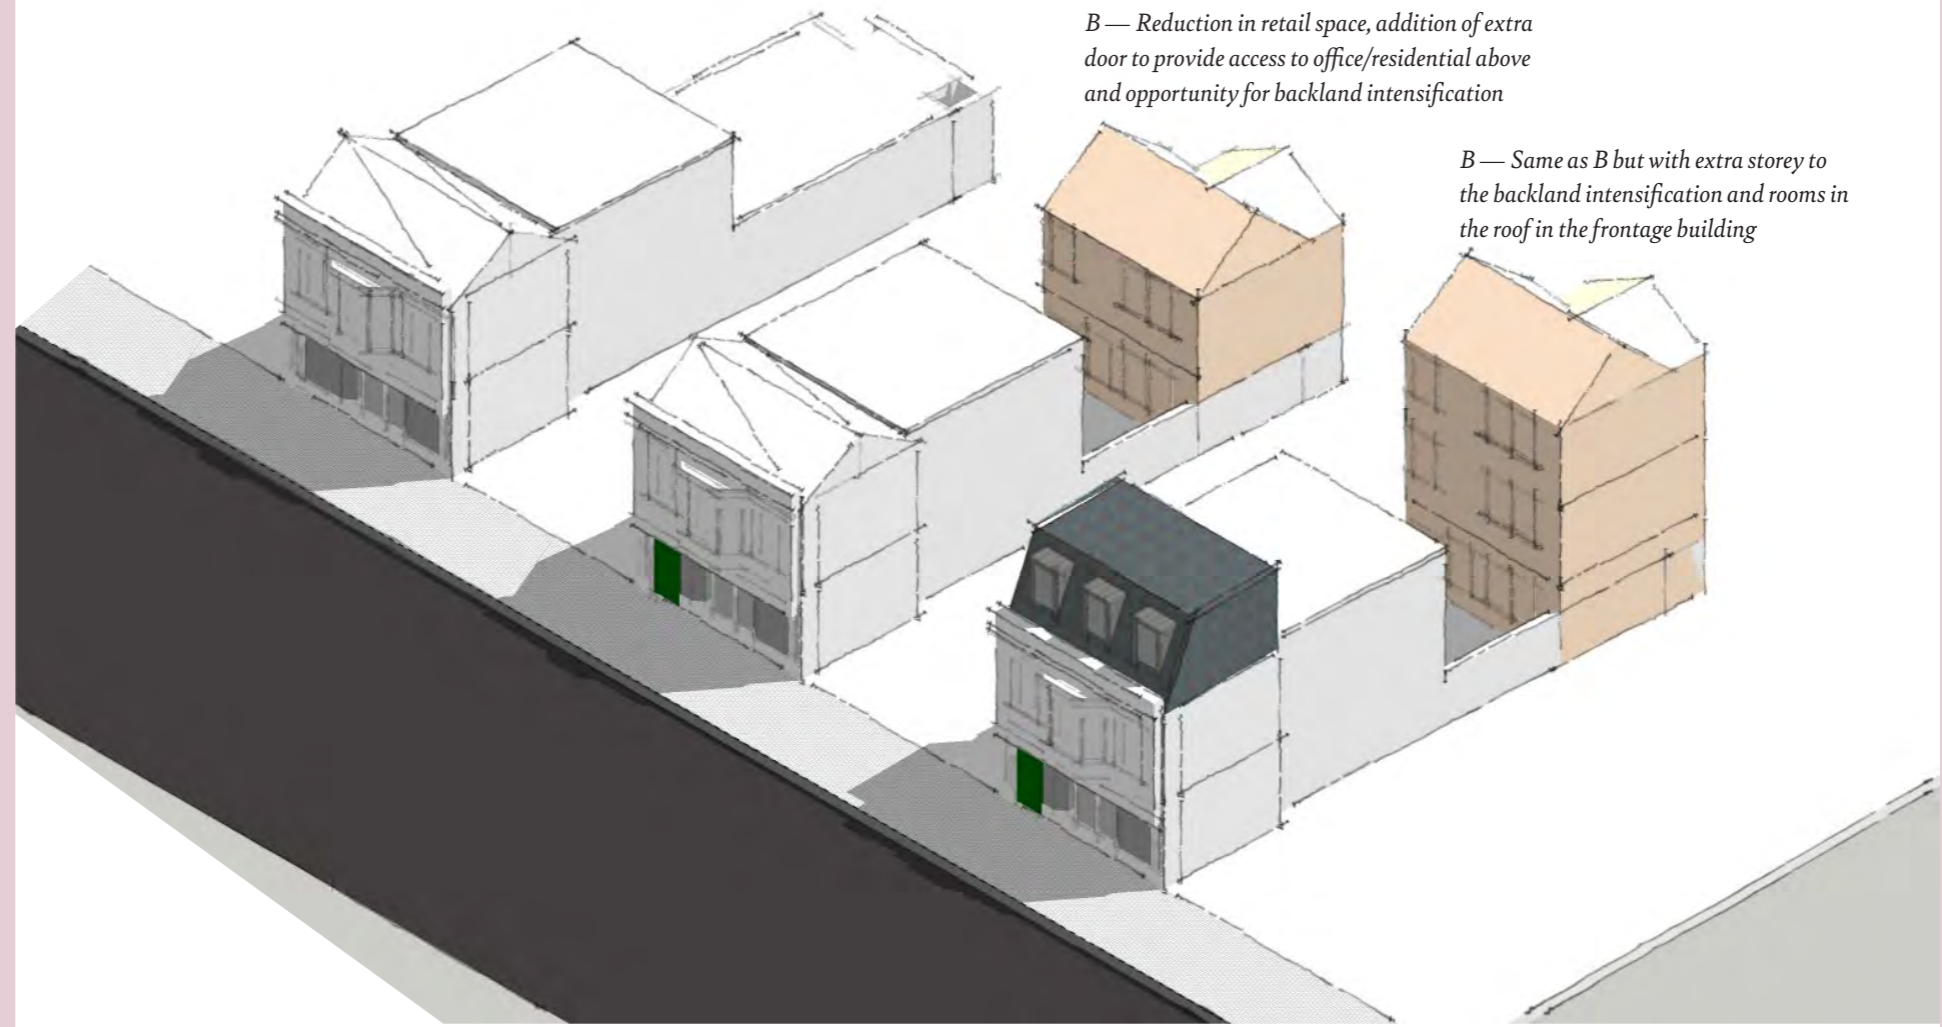 B — Reduction in retail space, addition of extra
door to provide access to office/residential above
and opportunity for backland intensification
B — Same as B but with extra storey to
the backland intensification and rooms in
the roof in the frontage building